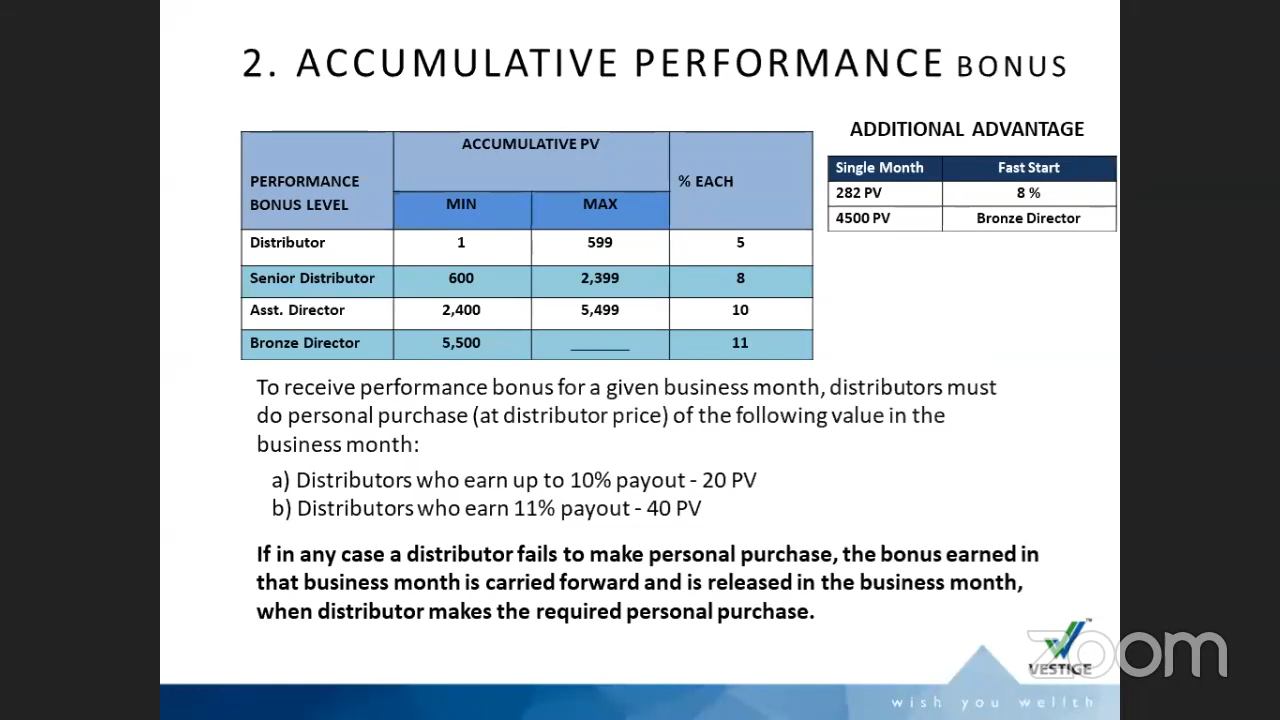 2. ACCUMULATIVE PERFORMANCE BONUS
PERFORMANCE BONUS LEVEL
ACCUMULATIVE PV
% EACH
MIN MAX
Distributor 1 599 5
Senior Distributor 600 2,399 8
Asst. Director 2,400 5,499 10
Bronze Director 5,500 ______ 11
ADDITIONAL ADVANTAGE
Single Month Fast Start
282 PV 8 %
4500 PV Bronze Director
To receive performance bonus for a given business month, distributors must
do personal purchase (at distributor price) of the following value in the
business month:
a) Distributors who earn up to 10% payout - 20 PV
b) Distributors who earn 11% payout - 40 PV
If in any case a distributor fails to make personal purchase, the bonus earned in
that business month is carried forward and is released in the business month,
when distributor makes the required personal purchase.
zoom
VESTIGE
TM
wish you wellth